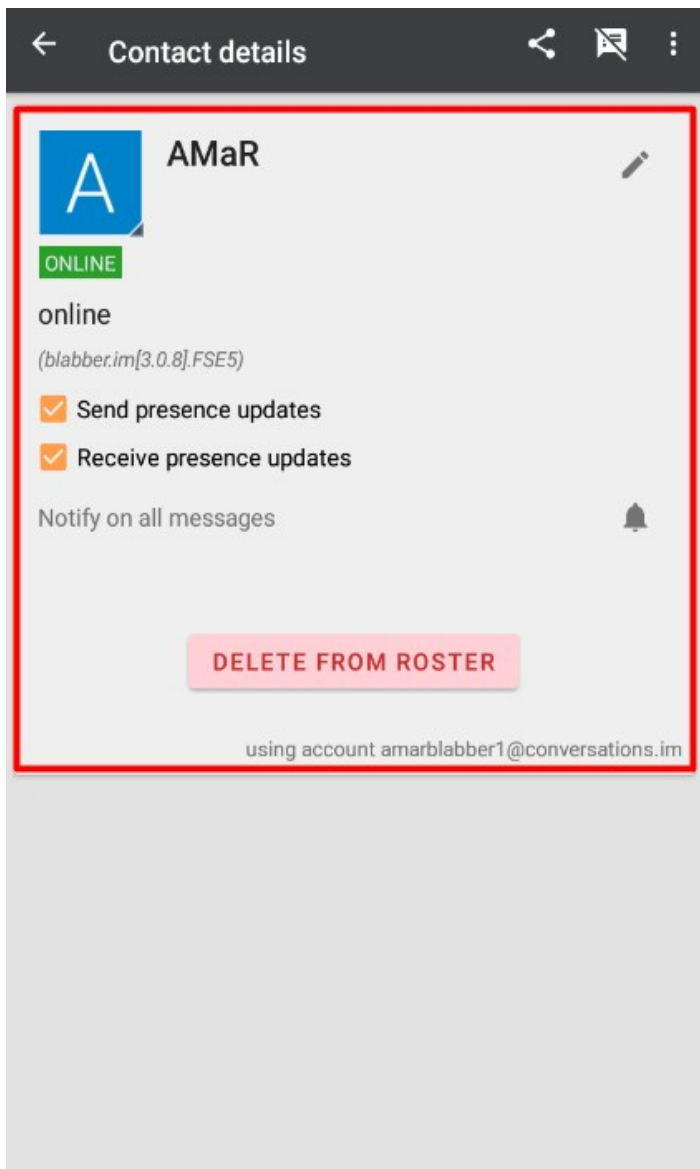 Contact details
A
AMaR
ONLINE
online
(blabber.im[3.0.8].FSE5)
Send presence updates
Receive presence updates
Notify on all messages
DELETE FROM ROSTER
using account amarblabber1@conversations.im